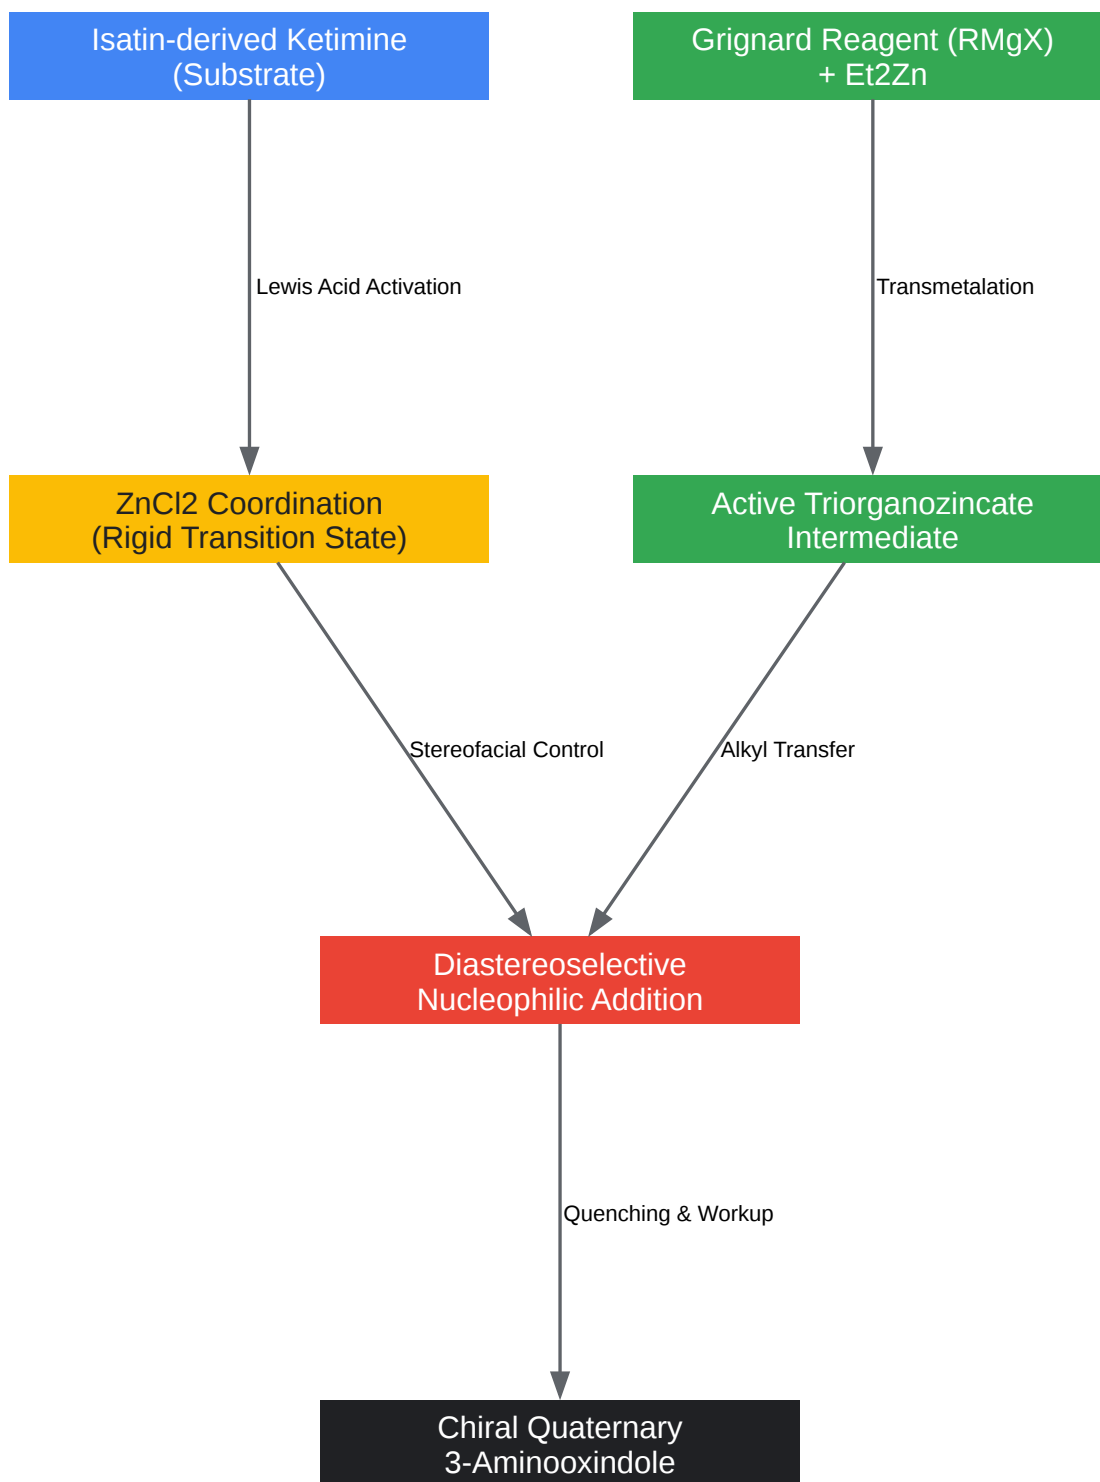 Isatin-derived Ketimine
(Substrate)
Grignard Reagent (RMgX)
+ Et2Zn
Lewis Acid Activation
Transmetalation
ZnCl2 Coordination
(Rigid Transition State)
Active Triorganozincate
Intermediate
Stereofacial Control
Alkyl Transfer
Diastereoselective
Nucleophilic Addition
Quenching & Workup
Chiral Quaternary
3-Aminooxindole